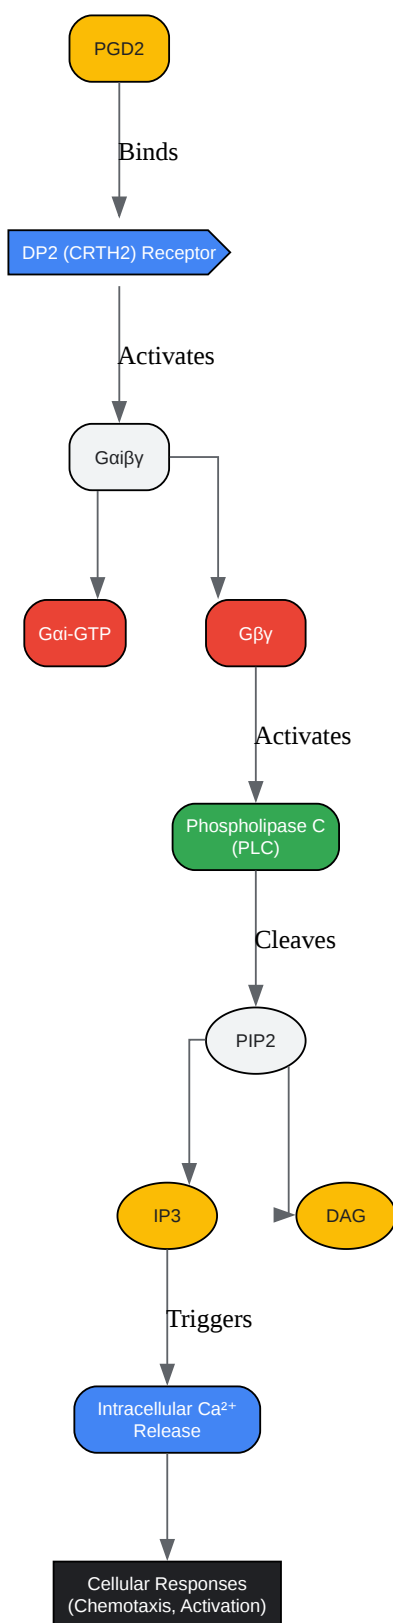 PGD2
Binds
DP2 (CRTH2) Receptor
Activates
Gαiβγ
Gαi-GTP
Gβγ
Activates
Phospholipase C
(PLC)
Cleaves
PIP2
IP3
DAG
Triggers
Intracellular Ca²⁺
Release
Cellular Responses
(Chemotaxis, Activation)